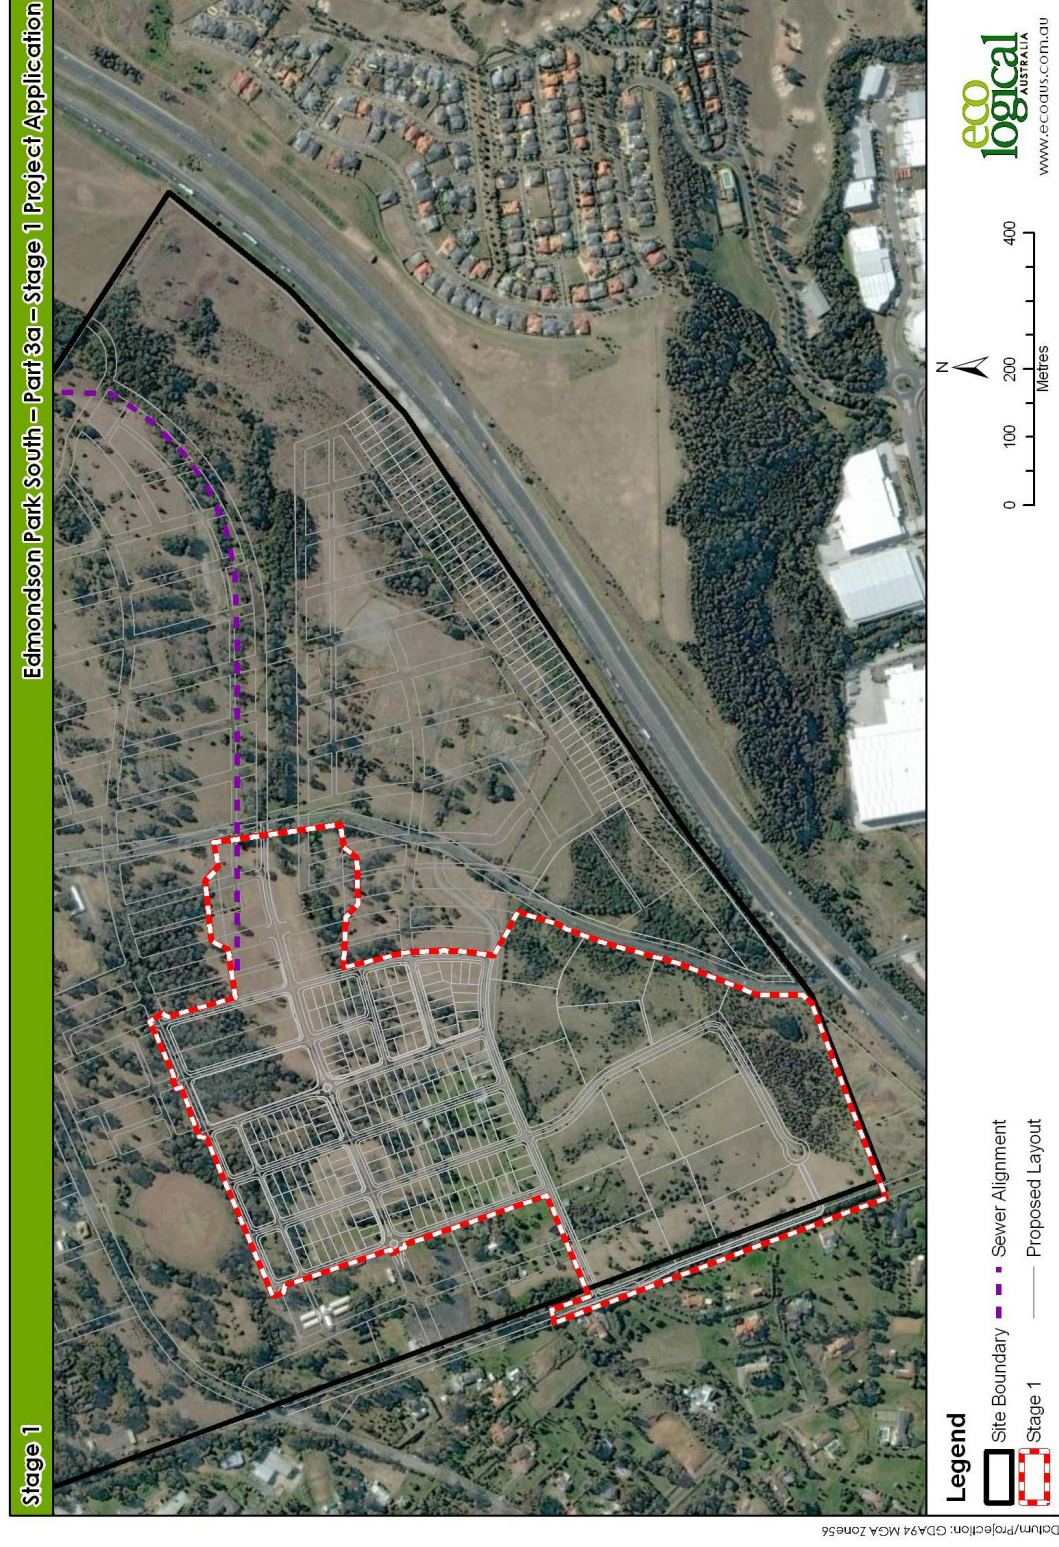 Stage 1
Edmondson Park South – Part 3a – Stage 1 Project Application
Legend
Site Boundary
Sewer Alignment
Stage 1
Proposed Layout
N
0 100 200 400
Metres
eco
logical
AUSTRALIA
www.ecoaus.com.au
Datum/Projection: GDA94 MGA Zone56